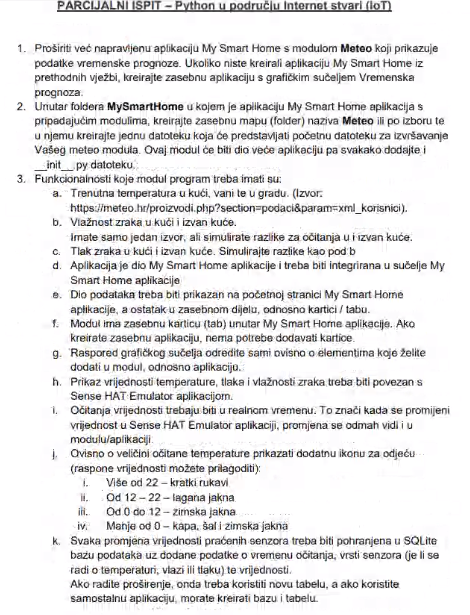 PARCIJALNI ISPIT – Python u području Internet stvari (IoT)
1. Proširiti već napravljenu aplikaciju My Smart Home s modulom Meteo koji prikazuje
podatke vremenske prognoze. Ukoliko niste kreirali aplikaciju My Smart Home iz
prethodnih vježbi, kreirajte zasebnu aplikaciju s grafičkim sučeljem Vremenska
prognoza.
2. Unutar foldera MySmartHome u kojem je aplikaciju My Smart Home aplikacija s
pripadajućim modulima, kreirajte zasebnu mapu (folder) naziva Meteo ili po izboru te
u njemu kreirajte jednu datoteku koja će predstavljati početnu datoteku za izvršavanje
Vašeg meteo modula. Ovaj modul će biti dio veće aplikaciju pa svakako dodajte i
__init__.py datoteku.
3. Funkcionalnosti koje modul program treba imati su:
a. Trenutna temperatura u kući, vani te u gradu. (Izvor:
https://meteo.hr/proizvodi.php?section=podaci&param=xml_korisnici).
b. Vlažnost zraka u kući i izvan kuće.
Imate samo jedan izvor, ali simulirate razlike za očitanja u i izvan kuće.
c. Tlak zraka u kući i izvan kuće. Simulirajte razlike kao pod b
d. Aplikacija je dio My Smart Home aplikacije i treba biti integrirana u sučelje My
Smart Home aplikacije
e. Dio podataka treba biti prikazan na početnoj stranici My Smart Home
aplikacije, a ostatak u zasebnom dijelu, odnosno kartici / tabu.
f. Modul ima zasebnu karticu (tab) unutar My Smart Home aplikacije. Ako
kreirate zasebnu aplikaciju, nema potrebe dodavati kartice.
g. Raspored grafičkog sučelja odredite sami ovisno o elementima koje želite
dodati u modul, odnosno aplikaciju.
h. Prikaz vrijednosti temperature, tlaka i vlažnosti zraka treba biti povezan s
Sense HAT Emulator aplikacijom.
i. Očitanja vrijednosti trebaju biti u realnom vremenu. To znači kada se promijeni
vrijednost u Sense HAT Emulator aplikaciji, promjena se odmah vidi i u
modulu/aplikaciji.
j. Ovisno o veličini očitane temperature prikazati dodatnu ikonu za odjeću
(raspone vrijednosti možete prilagoditi):
i. Više od 22 – kratki rukavi
ii. Od 12 – 22 – lagana jakna
iii. Od 0 do 12 – zimska jakna
iv. Manje od 0 – kapa, šal i zimska jakna
k. Svaka promjena vrijednosti praćenih senzora treba biti pohranjena u SQLite
bazu podataka uz dodane podatke o vremenu očitanja, vrsti senzora (je li se
radi o temperaturi, vlazi ili tlaku) te vrijednosti.
Ako radite proširenje, onda treba koristiti novu tabelu, a ako koristite
samostalnu aplikaciju, morate kreirati bazu i tabelu.